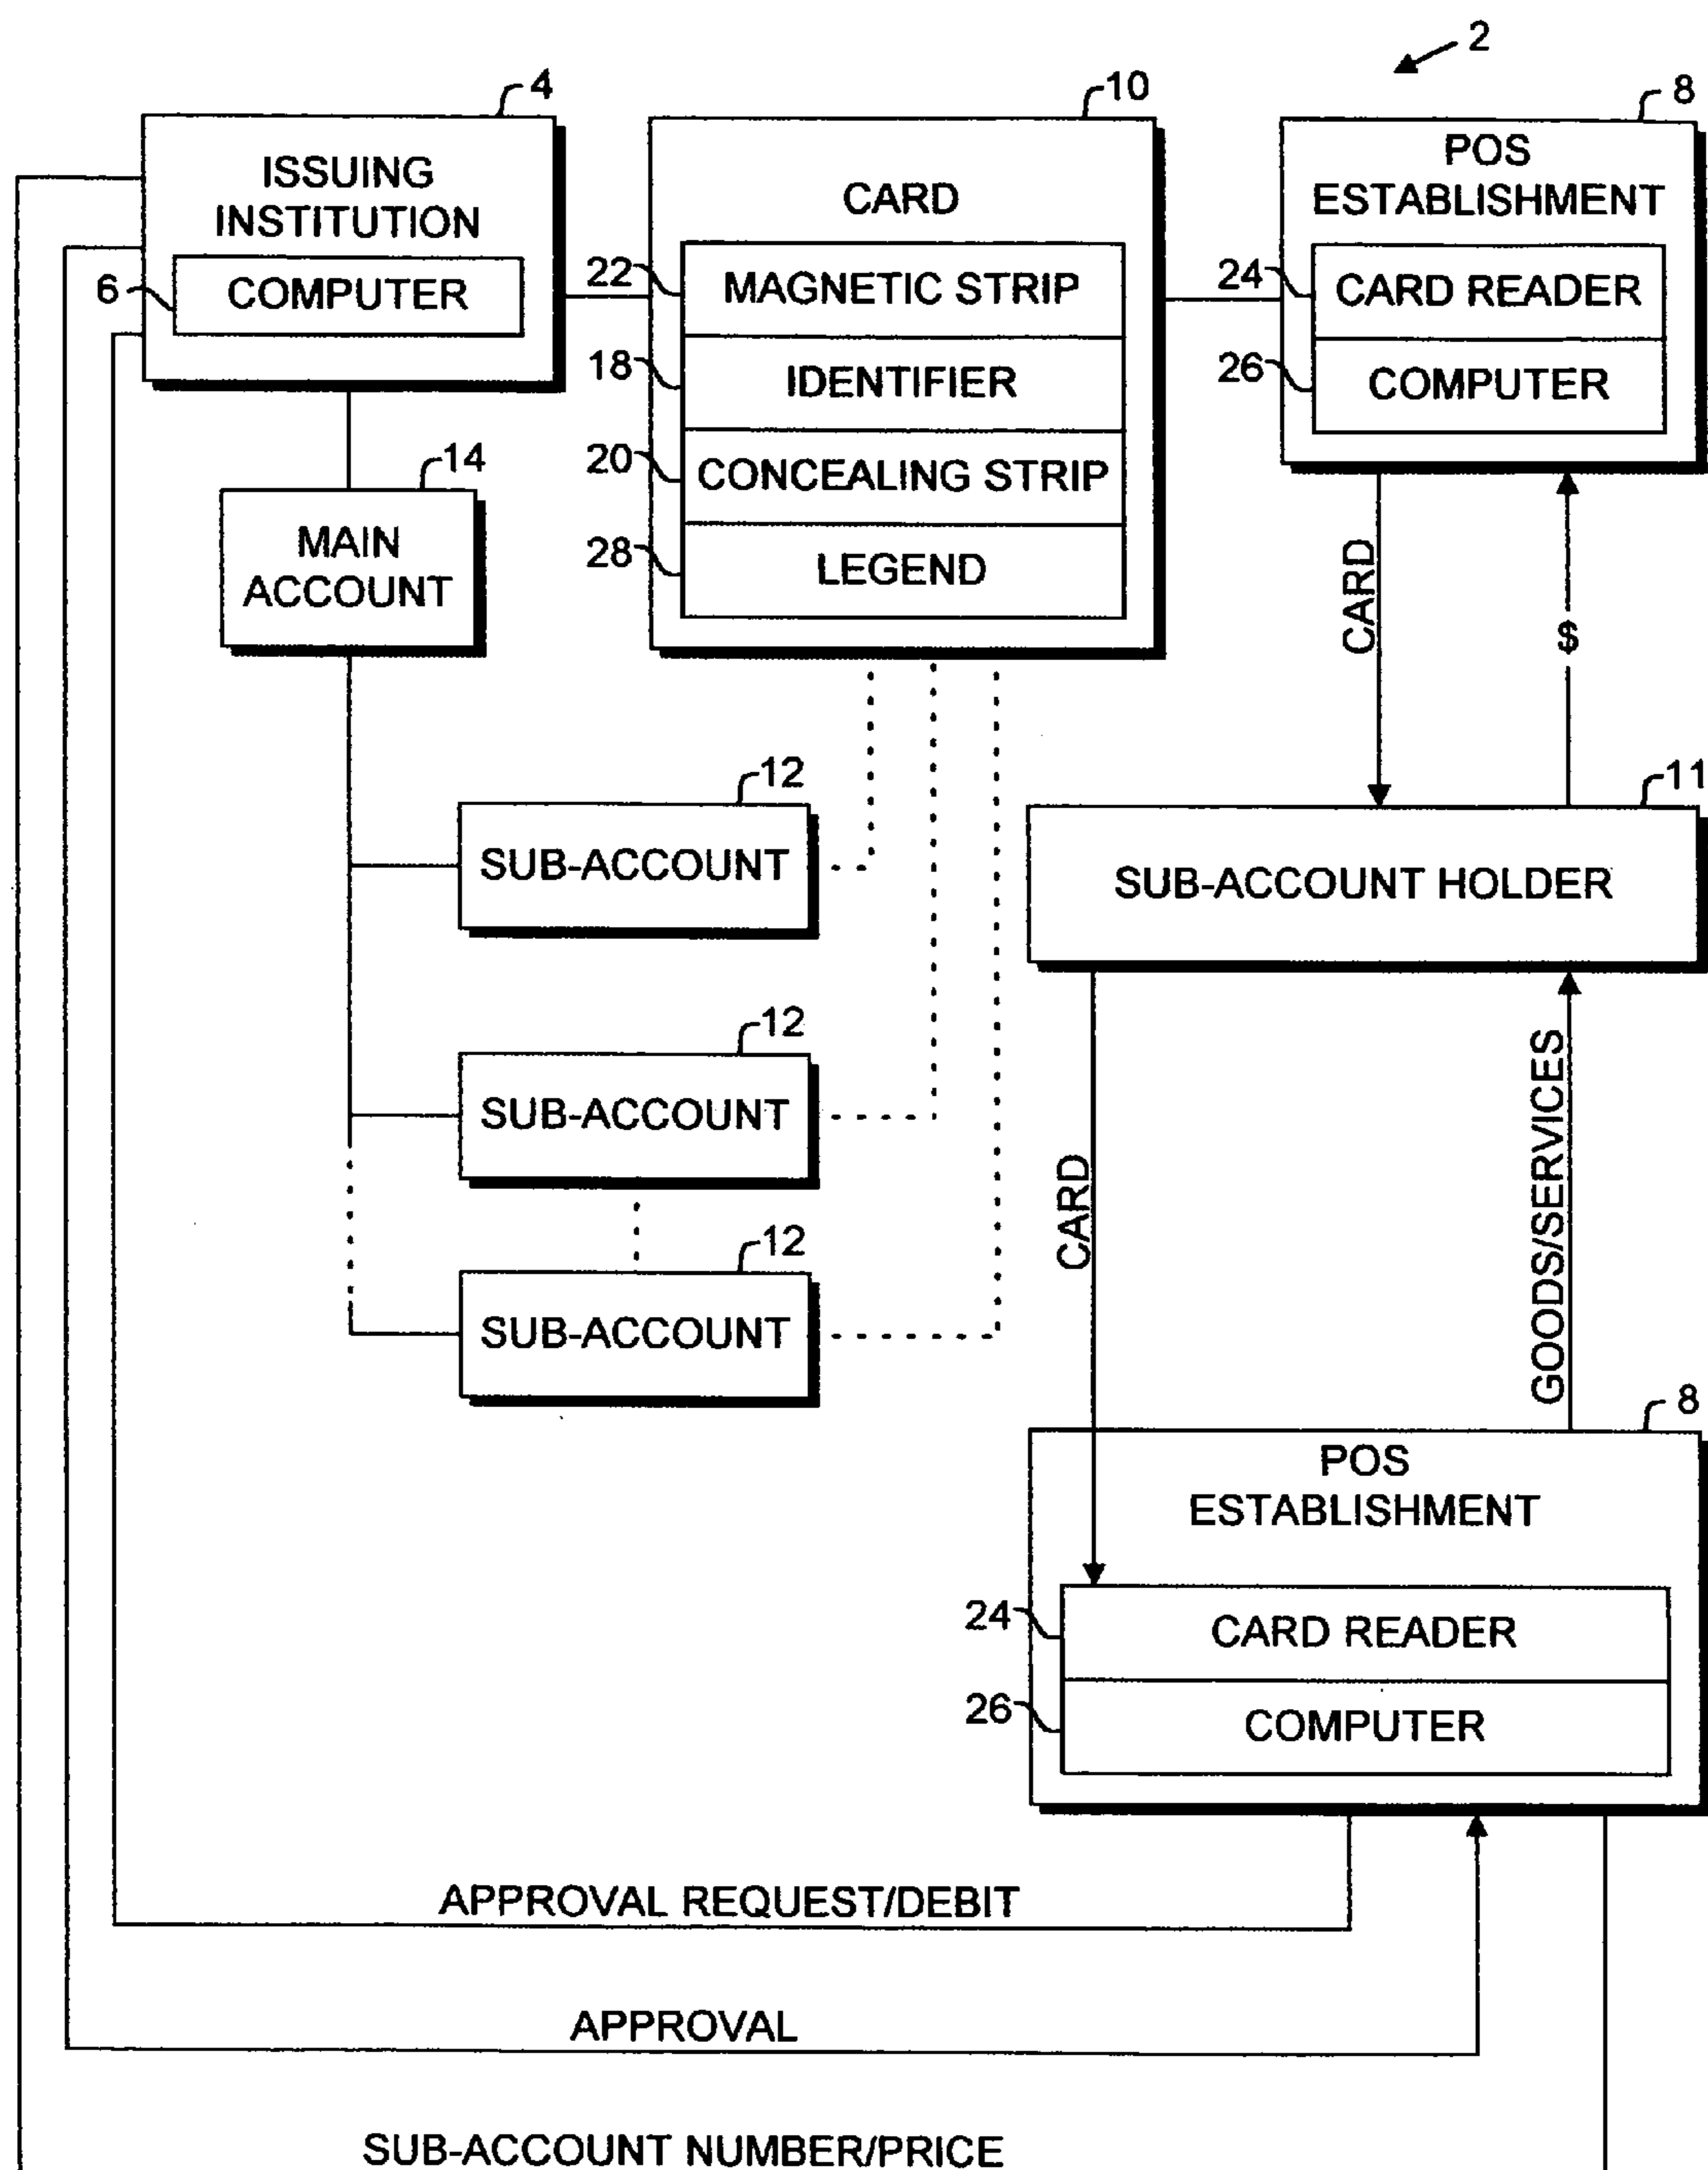 2
4
ISSUING
INSTITUTION
6
COMPUTER
10
CARD
22
MAGNETIC STRIP
18
IDENTIFIER
20
CONCEALING STRIP
28
LEGEND
8
POS
ESTABLISHMENT
24
CARD READER
26
COMPUTER
14
MAIN
ACCOUNT
CARD
$
12
SUB-ACCOUNT
11
SUB-ACCOUNT HOLDER
12
SUB-ACCOUNT
12
SUB-ACCOUNT
CARD
GOODS/SERVICES
8
POS
ESTABLISHMENT
24
CARD READER
26
COMPUTER
APPROVAL REQUEST/DEBIT
APPROVAL
SUB-ACCOUNT NUMBER/PRICE